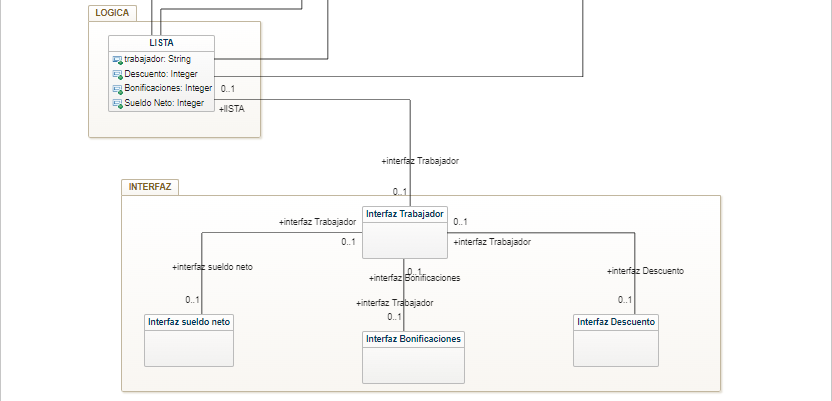 LOGICA
LISTA
trabajador: String
Descuento: Integer
Bonificaciones: Integer
0..1
Sueldo Neto: Integer
+lISTA
+interfaz Trabajador
0..1
INTERFAZ
Interfaz Trabajador
+interfaz Trabajador
0..1
0..1
+interfaz Trabajador
+interfaz sueldo neto
0..1
+interfaz Bonificaciones
+interfaz Descuento
0..1
+interfaz Trabajador
0..1
0..1
Interfaz sueldo neto
Interfaz Bonificaciones
Interfaz Descuento